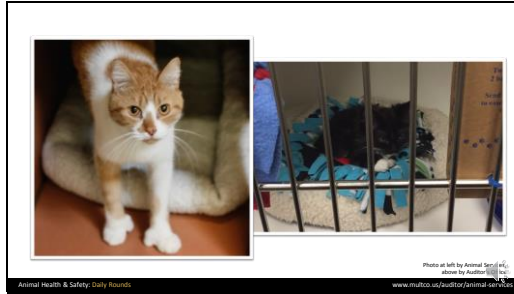 Photo at left by Animal Services,
above by Auditor's Office.
Animal Health & Safety: Daily Rounds
www.multco.us/auditor/animal-services